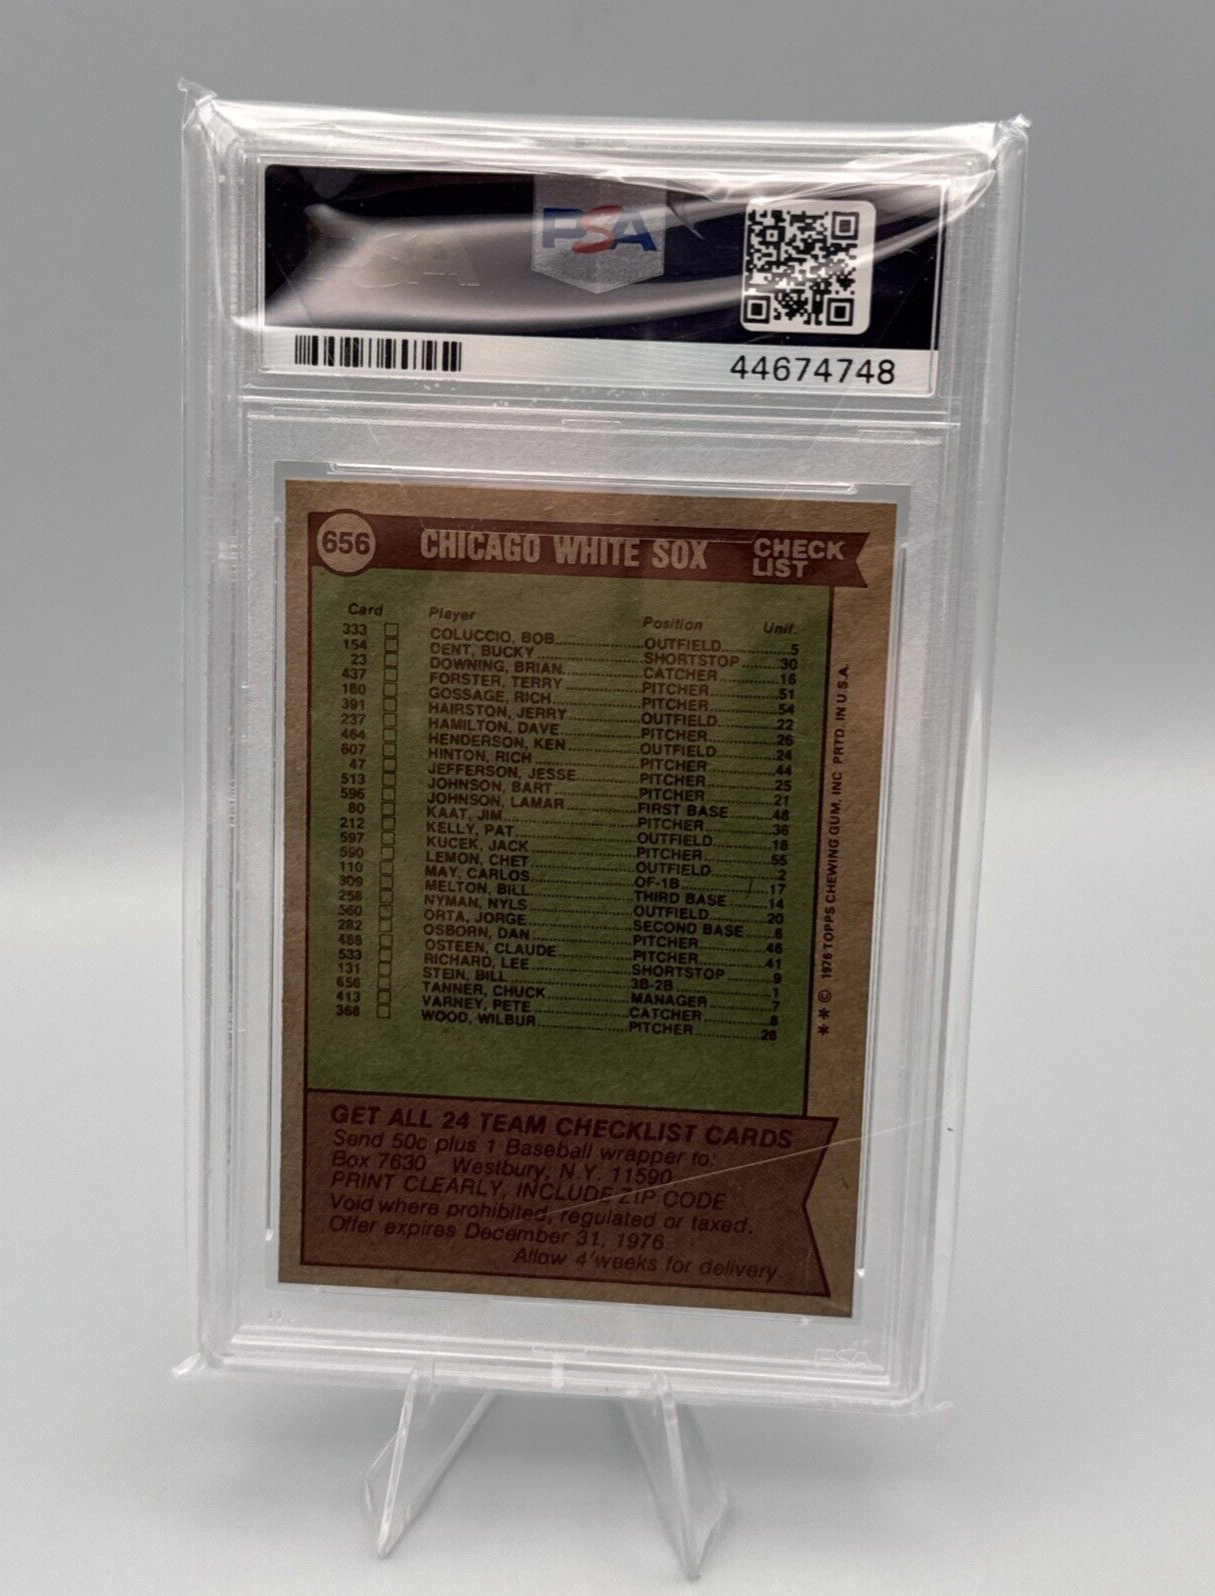 PSA
44674748
656 CHICAGO WHITE SOX CHECK LIST
Card Player Position Unif.
333 COLUCCIO, BOB OUTFIELD 5
154 DENT, BUCKY SHORTSTOP 30
23 DOWNING, BRIAN CATCHER 16
437 FORSTER, TERRY PITCHER 51
180 GOSSAGE, RICH PITCHER 54
391 HAIRSTON, JERRY OUTFIELD 22
237 HAMILTON, DAVE PITCHER 26
464 HENDERSON, KEN OUTFIELD 24
607 HINTON, RICH PITCHER 44
47 JEFFERSON, JESSE PITCHER 25
513 JOHNSON, BART PITCHER 21
596 JOHNSON, LAMAR FIRST BASE 48
80 KAAT, JIM PITCHER 36
212 KELLY, PAT OUTFIELD 18
597 KUCEK, JACK PITCHER 55
590 LEMON, CHET OUTFIELD 2
110 MAY, CARLOS OF-1B 17
309 MELTON, BILL THIRD BASE 14
258 NYMAN, NYLS OUTFIELD 20
560 ORTA, JORGE SECOND BASE 6
282 OSBORN, DAN PITCHER 46
488 OSTEEN, CLAUDE PITCHER 41
533 RICHARD, LEE SHORTSTOP 9
131 STEIN, BILL 3B-2B 1
656 TANNER, CHUCK MANAGER 7
413 VARNEY, PETE CATCHER 8
368 WOOD, WILBUR PITCHER 28
** © 1976 TOPPS CHEWING GUM, INC. PRTD. IN U.S.A.
GET ALL 24 TEAM CHECKLIST CARDS
Send 50c plus 1 Baseball wrapper to:
Box 7630 Westbury, N.Y. 11590
PRINT CLEARLY, INCLUDE ZIP CODE
Void where prohibited, regulated or taxed.
Offer expires December 31, 1976.
Allow 4 weeks for delivery.
PSA